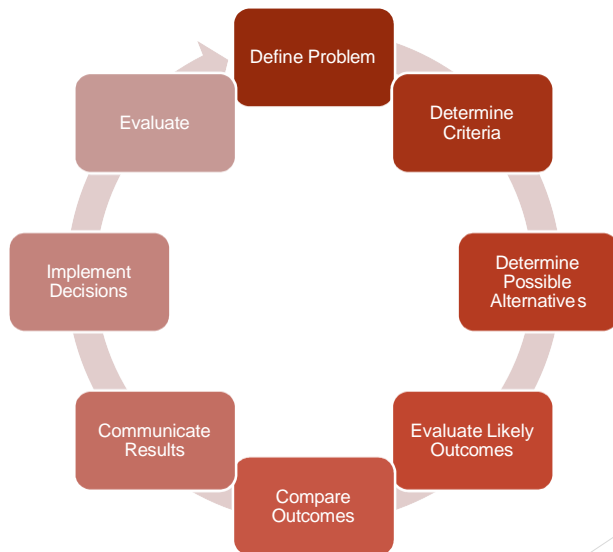 Define Problem
Determine
Criteria
Determine
Possible
Alternatives
Evaluate Likely
Outcomes
Compare
Outcomes
Communicate
Results
Implement
Decisions
Evaluate